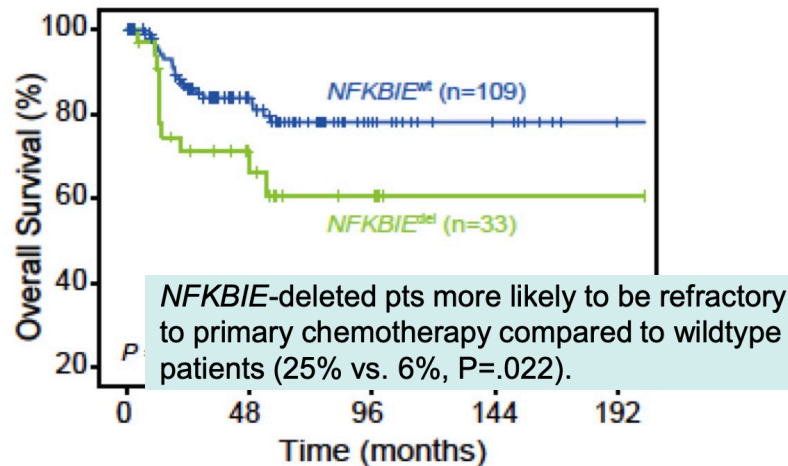 100
80
60
40
20
Overall Survival (%)
NFKBIEwt (n=109)
NFKBIEdel (n=33)
P
NFKBIE-deleted pts more likely to be refractory
to primary chemotherapy compared to wildtype
patients (25% vs. 6%, P=.022).
0 48 96 144 192
Time (months)